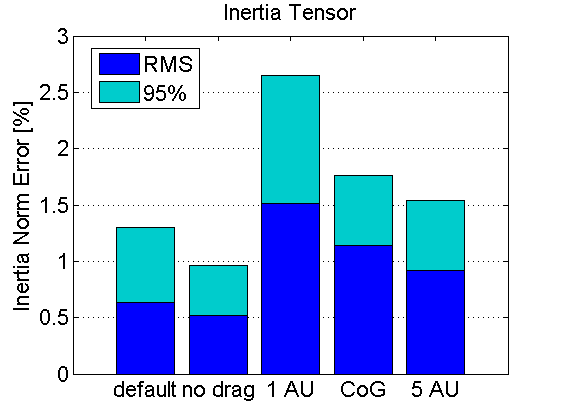 Inertia Tensor
Inertia Norm Error [%]
3
2.5
2
1.5
1
0.5
0
RMS
95%
default no drag 1 AU CoG 5 AU